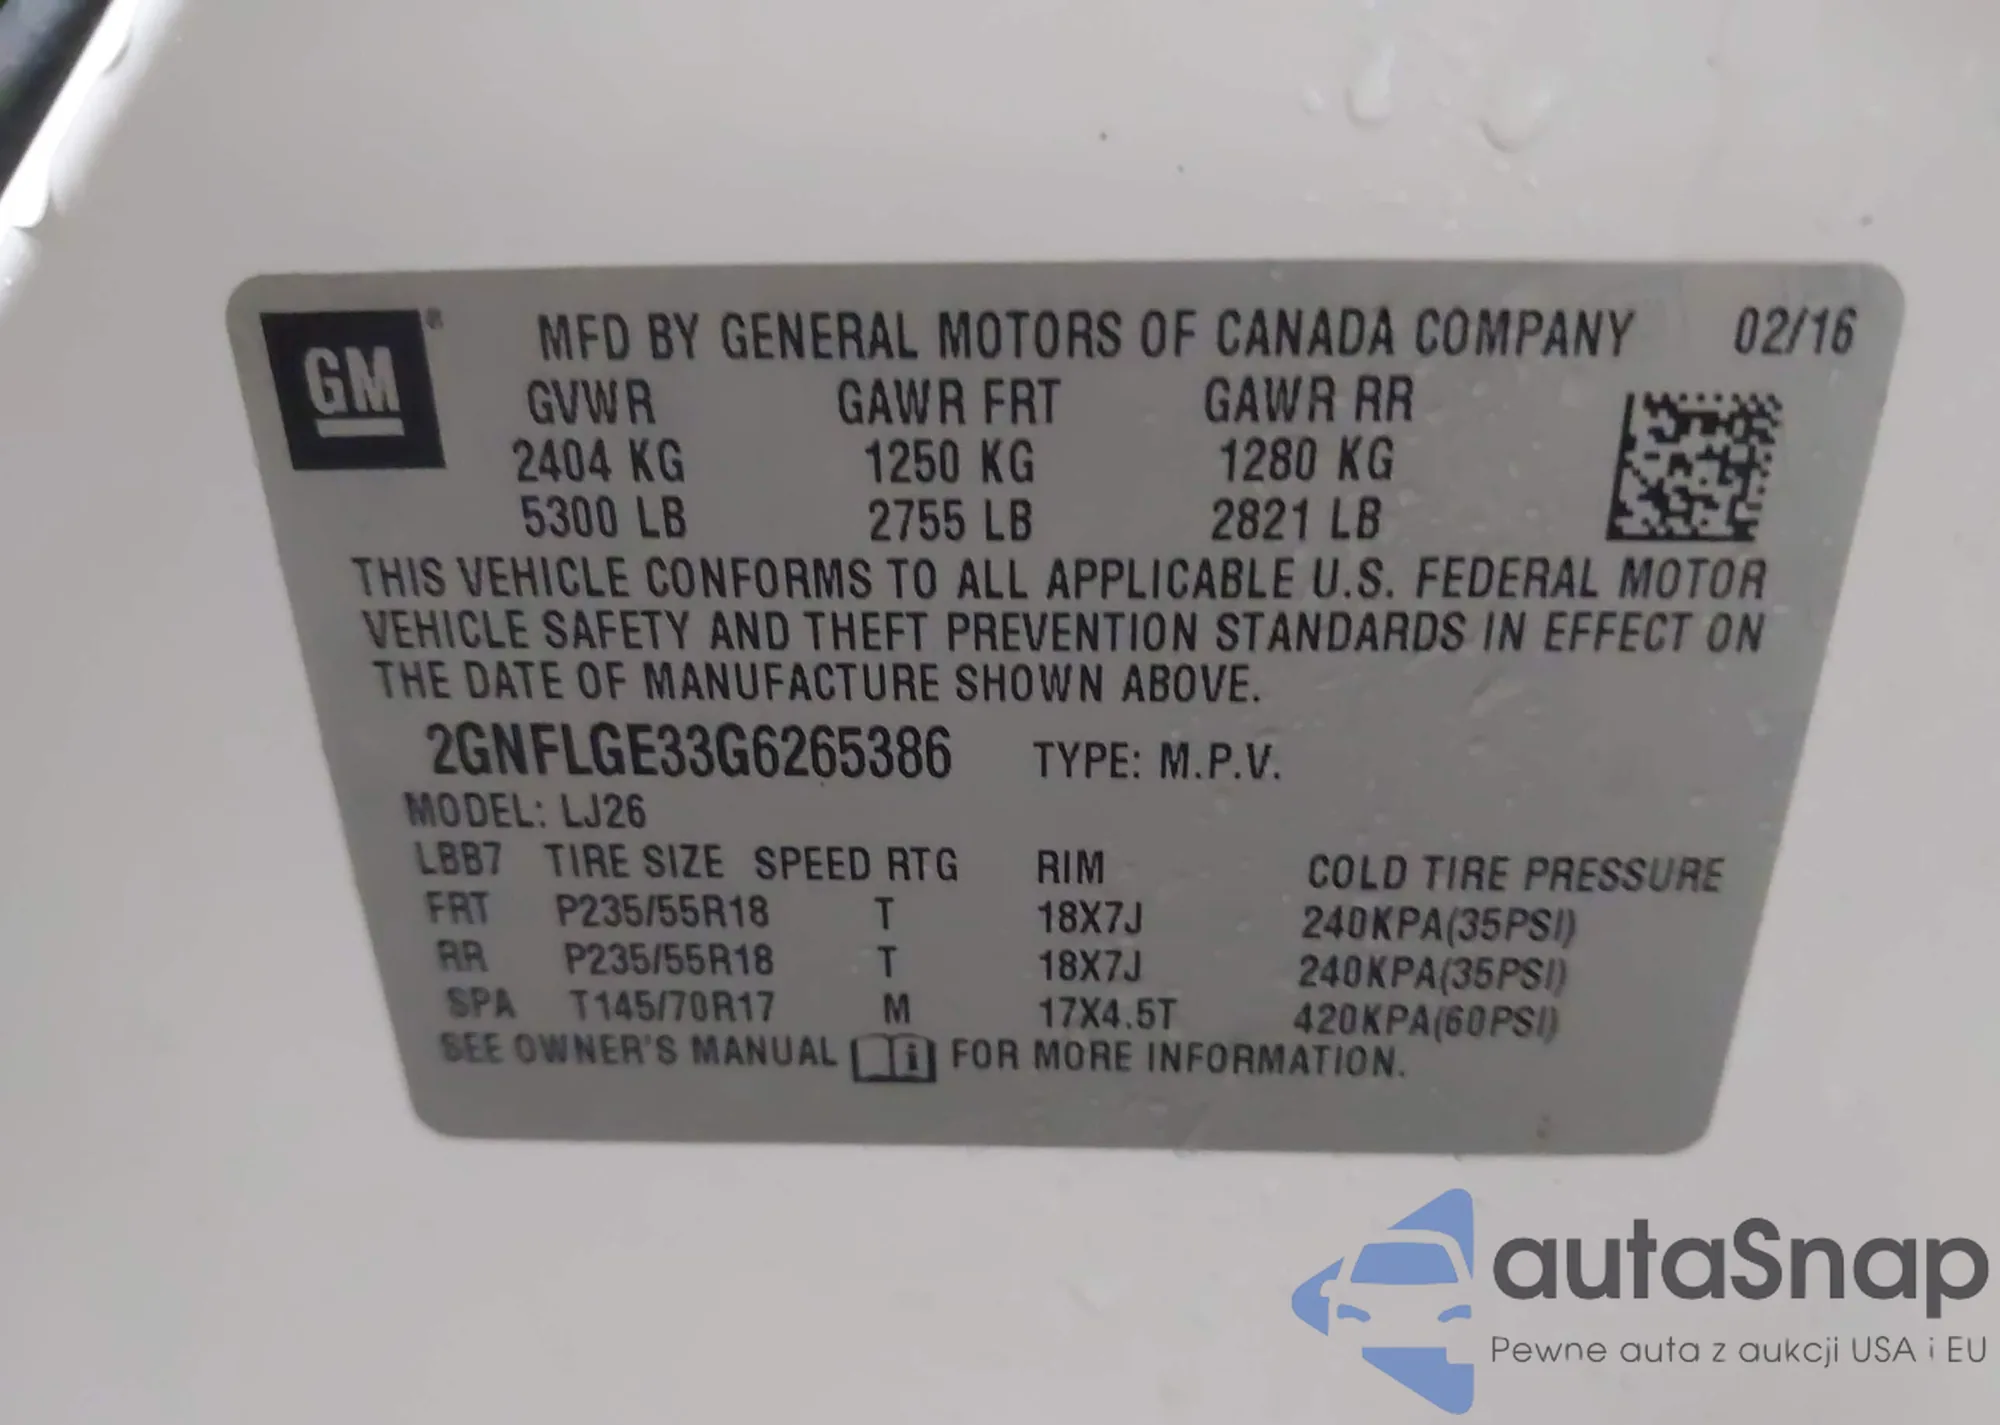 GM® MFD BY GENERAL MOTORS OF CANADA COMPANY 02/16
GVWR GAWR FRT GAWR RR
2404 KG 1250 KG 1280 KG
5300 LB 2755 LB 2821 LB
THIS VEHICLE CONFORMS TO ALL APPLICABLE U.S. FEDERAL MOTOR
VEHICLE SAFETY AND THEFT PREVENTION STANDARDS IN EFFECT ON
THE DATE OF MANUFACTURE SHOWN ABOVE.
2GNFLGE33G6265386 TYPE: M.P.V.
MODEL: LJ26
LBB7 TIRE SIZE SPEED RTG RIM COLD TIRE PRESSURE
FRT P235/55R18 T 18X7J 240KPA(35PSI)
RR P235/55R18 T 18X7J 240KPA(35PSI)
SPA T145/70R17 M 17X4.5T 420KPA(60PSI)
SEE OWNER'S MANUAL i FOR MORE INFORMATION.
autaSnap
Pewne auta z aukcji USA i EU